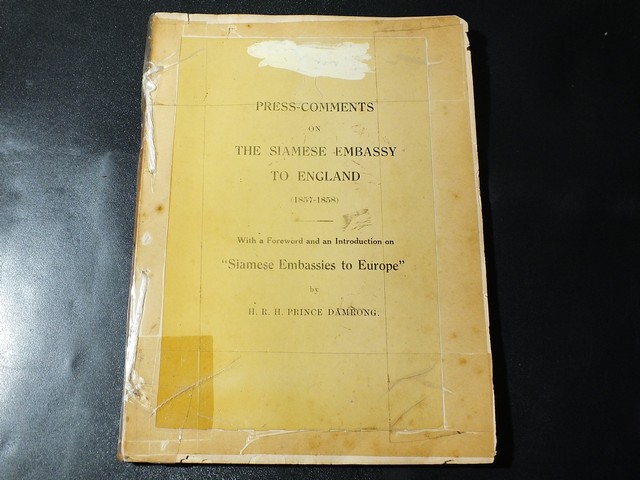 PRESS-COMMENTS
ON
THE SIAMESE EMBASSY
TO ENGLAND
(1857-1858)
With a Foreword and an Introduction on
"Siamese Embassies to Europe"
by
H. R. H. PRINCE DAMRONG.